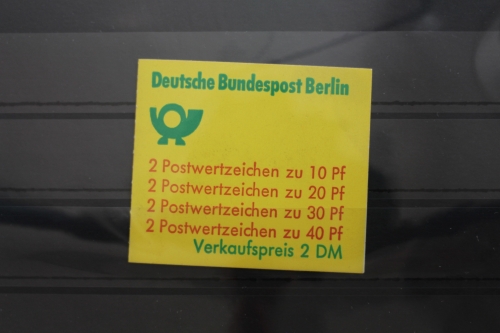 Deutsche Bundespost Berlin
2 Postwertzeichen zu 10 Pf
2 Postwertzeichen zu 20 Pf
2 Postwertzeichen zu 30 Pf
2 Postwertzeichen zu 40 Pf
Verkaufspreis 2 DM